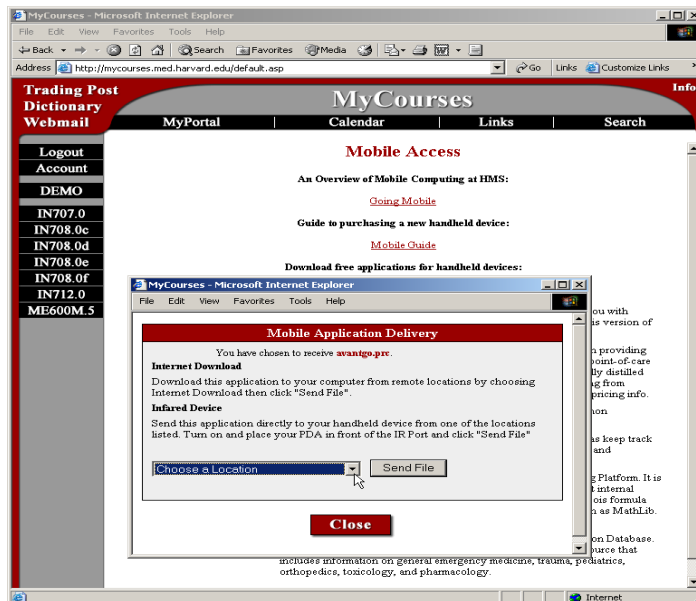 MyCourses - Microsoft Internet Explorer
File Edit View Favorites Tools Help
Back Search Favorites Media
Address http://mycourses.med.harvard.edu/default.asp Go Links Customize Links
Trading Post
Dictionary
Webmail
MyCourses
Info
MyPortal Calendar Links Search
Logout
Account
DEMO
IN707.0
IN708.0c
IN708.0d
IN708.0e
IN708.0f
IN712.0
ME600M.5
Mobile Access
An Overview of Mobile Computing at HMS:
Going Mobile
Guide to purchasing a new handheld device:
Mobile Guide
Download free applications for handheld devices:
MyCourses - Microsoft Internet Explorer
File Edit View Favorites Tools Help
Mobile Application Delivery
You have chosen to receive avantgo.prc.
Internet Download
Download this application to your computer from remote locations by choosing
Internet Download then click "Send File".
Infared Device
Send this application directly to your handheld device from one of the locations
listed. Turn on and place your PDA in front of the IR Port and click "Send File"
Choose a Location Send File
Close
you with
is version of
providing
point-of-care
distilled
from
pricing info.
non
as keep track
and
Platform. It is
internal
formula
as MathLib.
on Database.
ource that
includes information on general emergency medicine, trauma, pediatrics,
orthopedics, toxicology, and pharmacology.
Internet